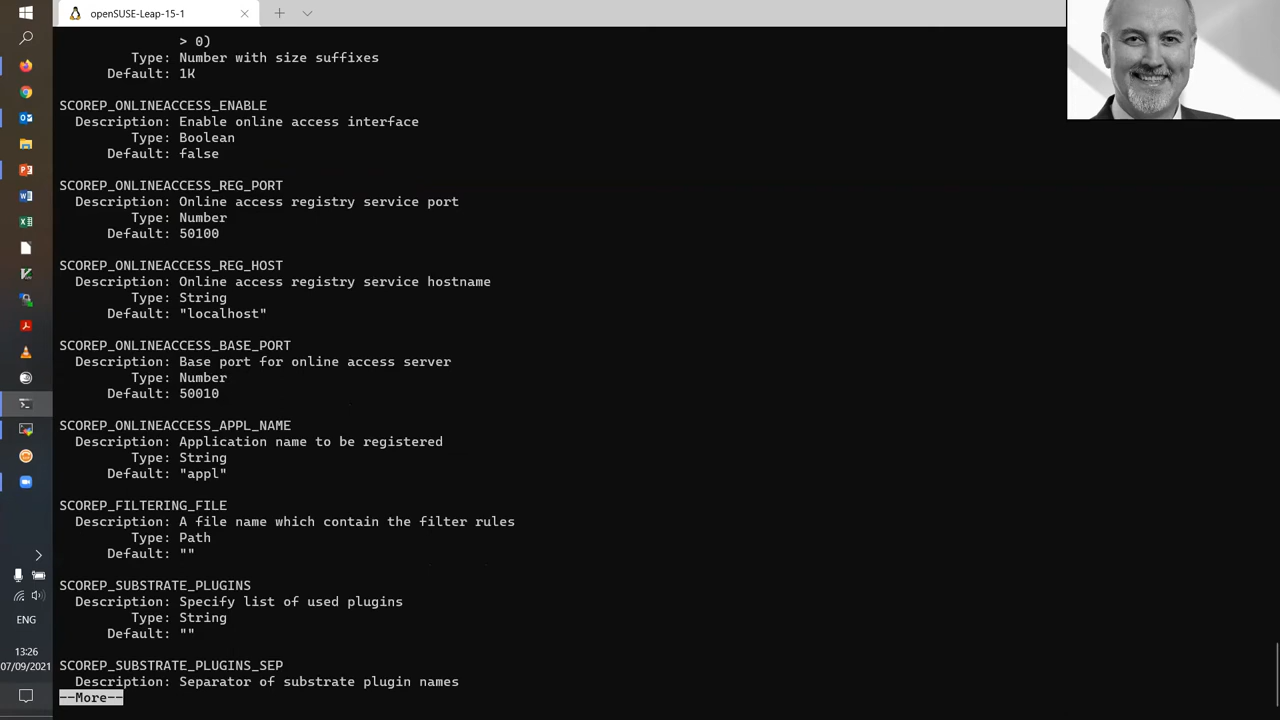 openSUSE-Leap-15-1
> 0)
Type: Number with size suffixes
Default: 1K
SCOREP_ONLINEACCESS_ENABLE
Description: Enable online access interface
Type: Boolean
Default: false
SCOREP_ONLINEACCESS_REG_PORT
Description: Online access registry service port
Type: Number
Default: 50100
SCOREP_ONLINEACCESS_REG_HOST
Description: Online access registry service hostname
Type: String
Default: "localhost"
SCOREP_ONLINEACCESS_BASE_PORT
Description: Base port for online access server
Type: Number
Default: 50010
SCOREP_ONLINEACCESS_APPL_NAME
Description: Application name to be registered
Type: String
Default: "appl"
SCOREP_FILTERING_FILE
Description: A file name which contain the filter rules
Type: Path
Default: ""
SCOREP_SUBSTRATE_PLUGINS
Description: Specify list of used plugins
Type: String
Default: ""
SCOREP_SUBSTRATE_PLUGINS_SEP
Description: Separator of substrate plugin names
--More--
ENG
13:26
07/09/2021